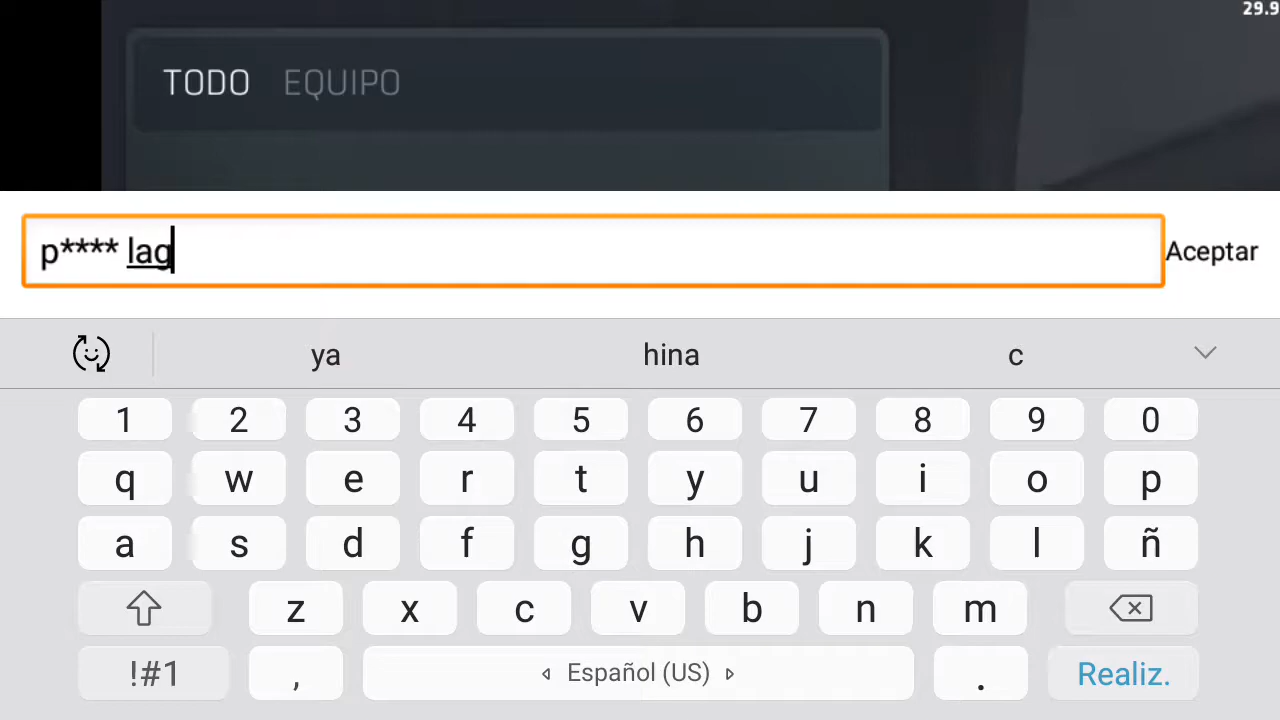 29.9
TODO EQUIPO
p**** lag
Aceptar
ya hina c
1 2 3 4 5 6 7 8 9 0
q w e r t y u i o p
a s d f g h j k l ñ
z x c v b n m
!#1 , Español (US) . Realiz.